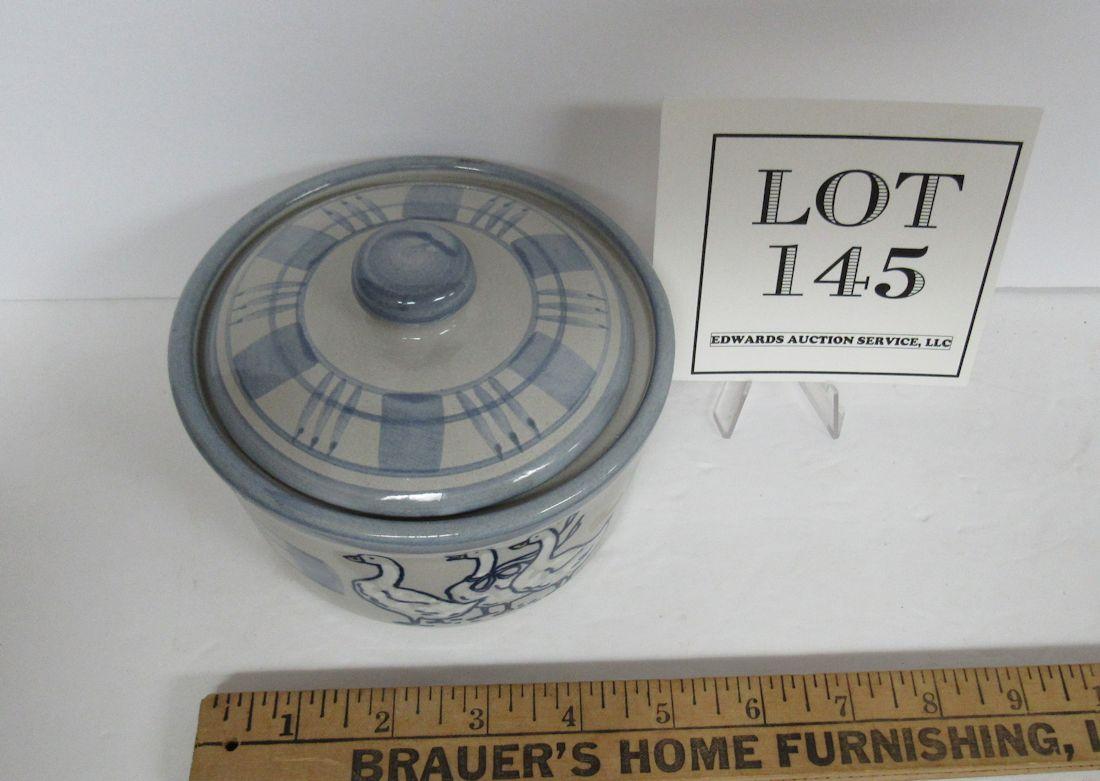 LOT
145
EDWARDS AUCTION SERVICE, LLC
1 2 3 4 5 6 7 8 9
BRAUER'S HOME FURNISHING,